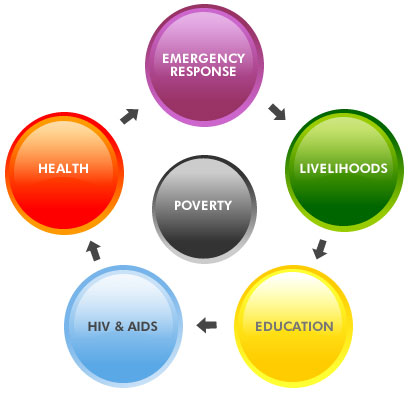 EMERGENCY
RESPONSE
LIVELIHOODS
EDUCATION
HIV & AIDS
HEALTH
POVERTY